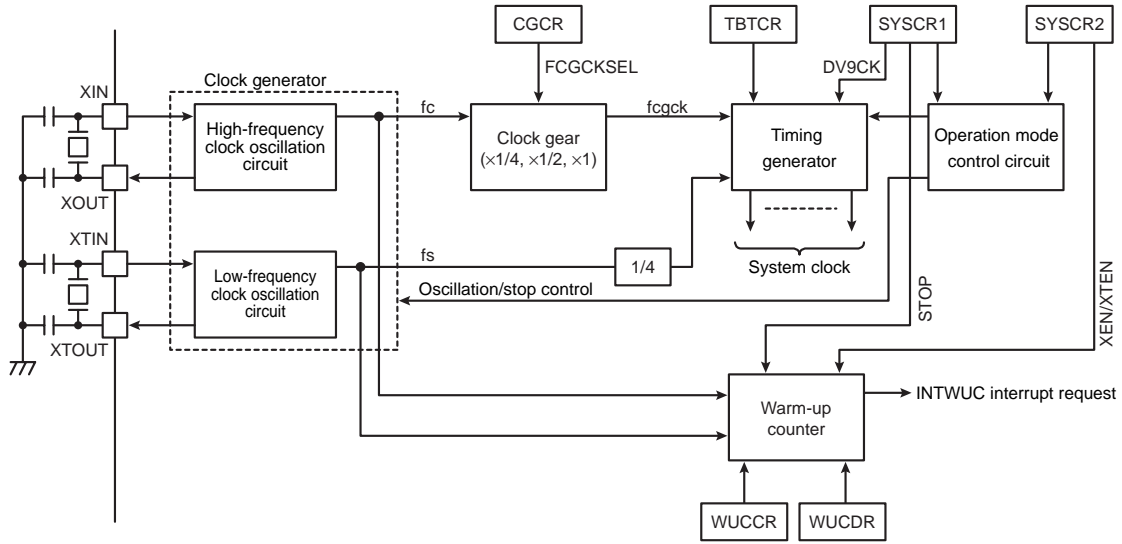 CGCR
TBTCR
SYSCR1
SYSCR2
FCGCKSEL
DV9CK
Clock generator
XIN
XOUT
High-frequency
clock oscillation
circuit
fc
Clock gear
(×1/4, ×1/2, ×1)
fcgck
Timing
generator
Operation mode
control circuit
XTIN
XTOUT
Low-frequency
clock oscillation
circuit
fs
1/4
System clock
Oscillation/stop control
STOP
XEN/XTEN
Warm-up
counter
INTWUC interrupt request
WUCCR
WUCDR